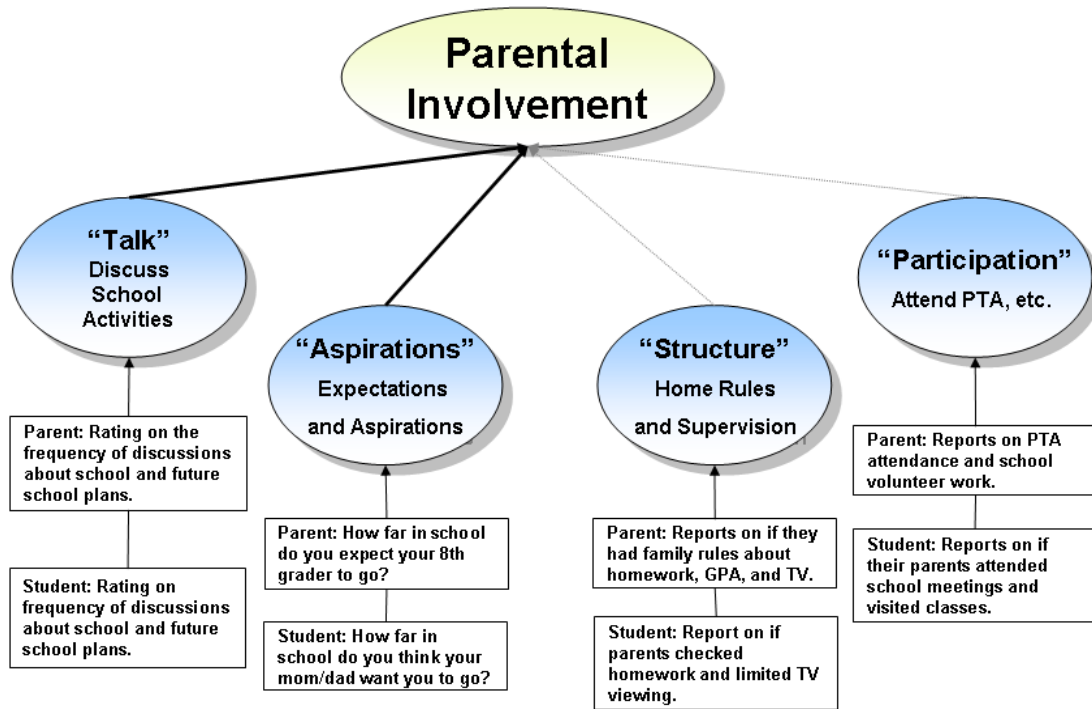 Parental
Involvement
“Talk”
Discuss
School
Activities
“Aspirations”
Expectations
and Aspirations
“Structure”
Home Rules
and Supervision
“Participation”
Attend PTA, etc.
Parent: Rating on the
frequency of discussions
about school and future
school plans.
Student: Rating on
frequency of discussions
about school and future
school plans.
Parent: How far in school
do you expect your 8th
grader to go?
Student: How far in
school do you think your
mom/dad want you to go?
Parent: Reports on if they
had family rules about
homework, GPA, and TV.
Student: Report on if
parents checked
homework and limited TV
viewing.
Parent: Reports on PTA
attendance and school
volunteer work.
Student: Reports on if
their parents attended
school meetings and
visited classes.